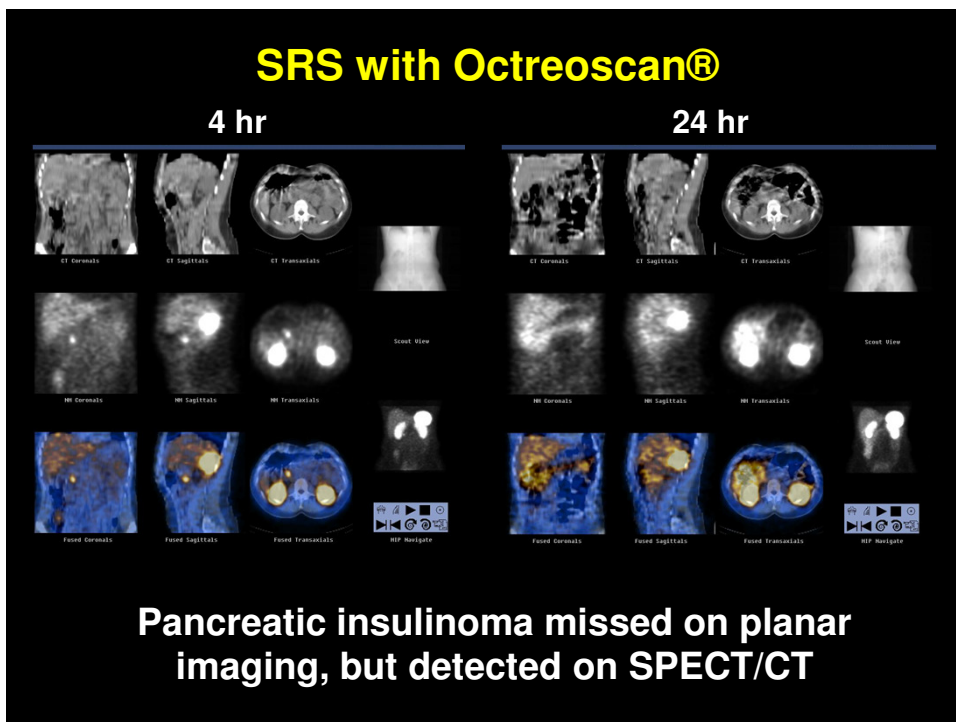 SRS with Octreoscan®
4 hr
24 hr
CT Coronals
CT Sagittals
CT Transaxials
Scout View
NM Coronals
NM Sagittals
NM Transaxials
Fused Coronals
Fused Sagittals
Fused Transaxials
MIP Navigate
CT Coronals
CT Sagittals
CT Transaxials
Scout View
NM Coronals
NM Sagittals
NM Transaxials
Fused Coronals
Fused Sagittals
Fused Transaxials
MIP Navigate
Pancreatic insulinoma missed on planar
imaging, but detected on SPECT/CT